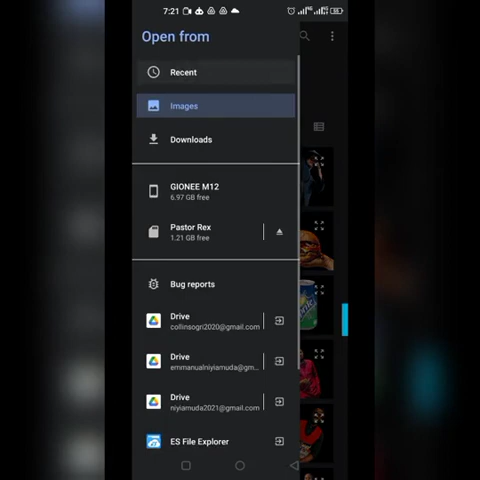 7:21
Open from
Recent
Images
Downloads
GIONEE M12
6.97 GB free
Pastor Rex
1.21 GB free
Bug reports
Drive
collinsogri2020@gmail.com
Drive
emmanualniyiamuda@gm...
Drive
niyiamuda2021@gmail.com
ES File Explorer